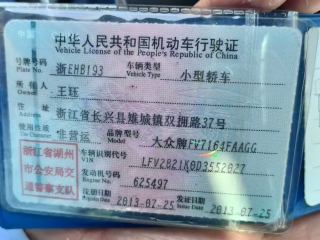 中华人民共和国机动车行驶证
Vehicle License of the People's Republic of China
号牌号码 浙EHB193 车辆类型 小型轿车
Plate No. Vehicle Type
所有人 王珏
Owner
住址 浙江省长兴县雉城镇双拥路37号
使用性质 非营运 品牌型号 大众牌FV7164FAAGG
浙江省湖州市公安局交通警察支队
车辆识别代号 LFV2B21K0D3552027
VIN
发动机号码 625497
Engine No.
注册日期 2013-07-25 发证日期 2013-07-25
Issue Date